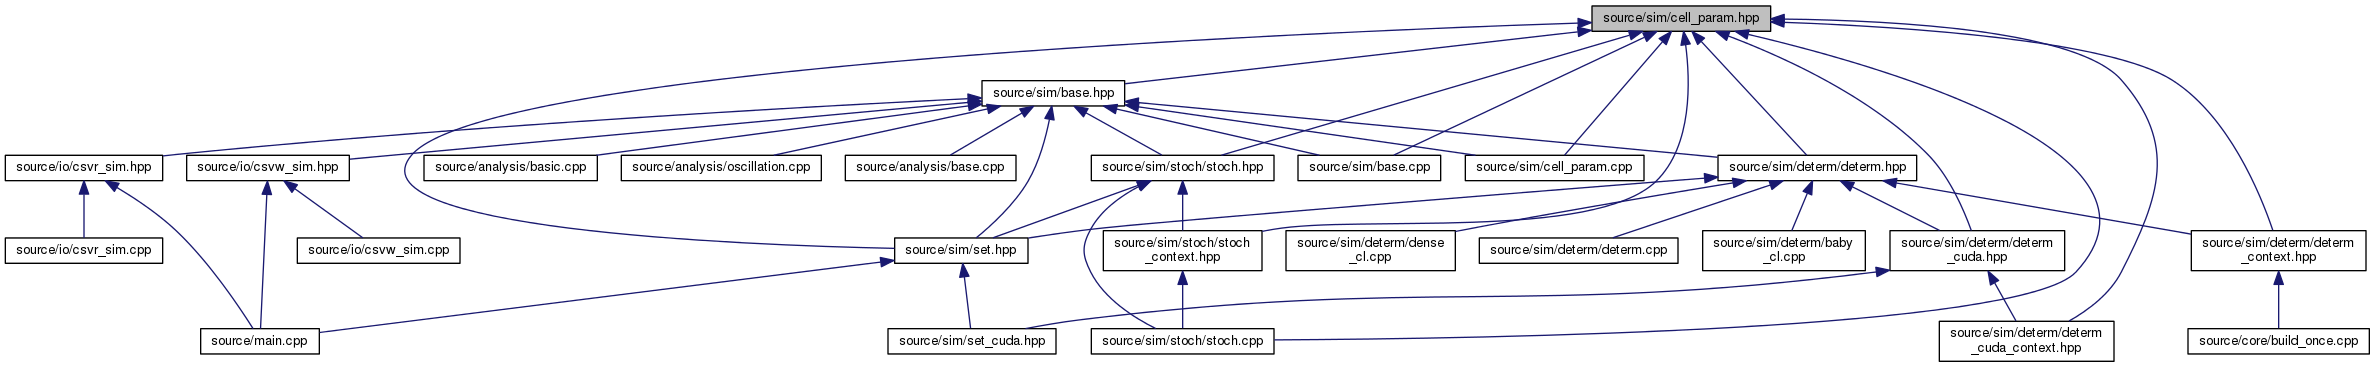 source/sim/cell_param.hpp
source/sim/base.hpp
source/io/csvr_sim.hpp
source/io/csvw_sim.hpp
source/analysis/basic.cpp
source/analysis/oscillation.cpp
source/analysis/base.cpp
source/sim/stoch/stoch.hpp
source/sim/base.cpp
source/sim/cell_param.cpp
source/sim/determ/determ.hpp
source/io/csvr_sim.cpp
source/io/csvw_sim.cpp
source/sim/set.hpp
source/sim/stoch/stoch
_context.hpp
source/sim/determ/dense
_cl.cpp
source/sim/determ/determ.cpp
source/sim/determ/baby
_cl.cpp
source/sim/determ/determ
_cuda.hpp
source/sim/determ/determ
_context.hpp
source/main.cpp
source/sim/set_cuda.hpp
source/sim/stoch/stoch.cpp
source/sim/determ/determ
_cuda_context.hpp
source/core/build_once.cpp